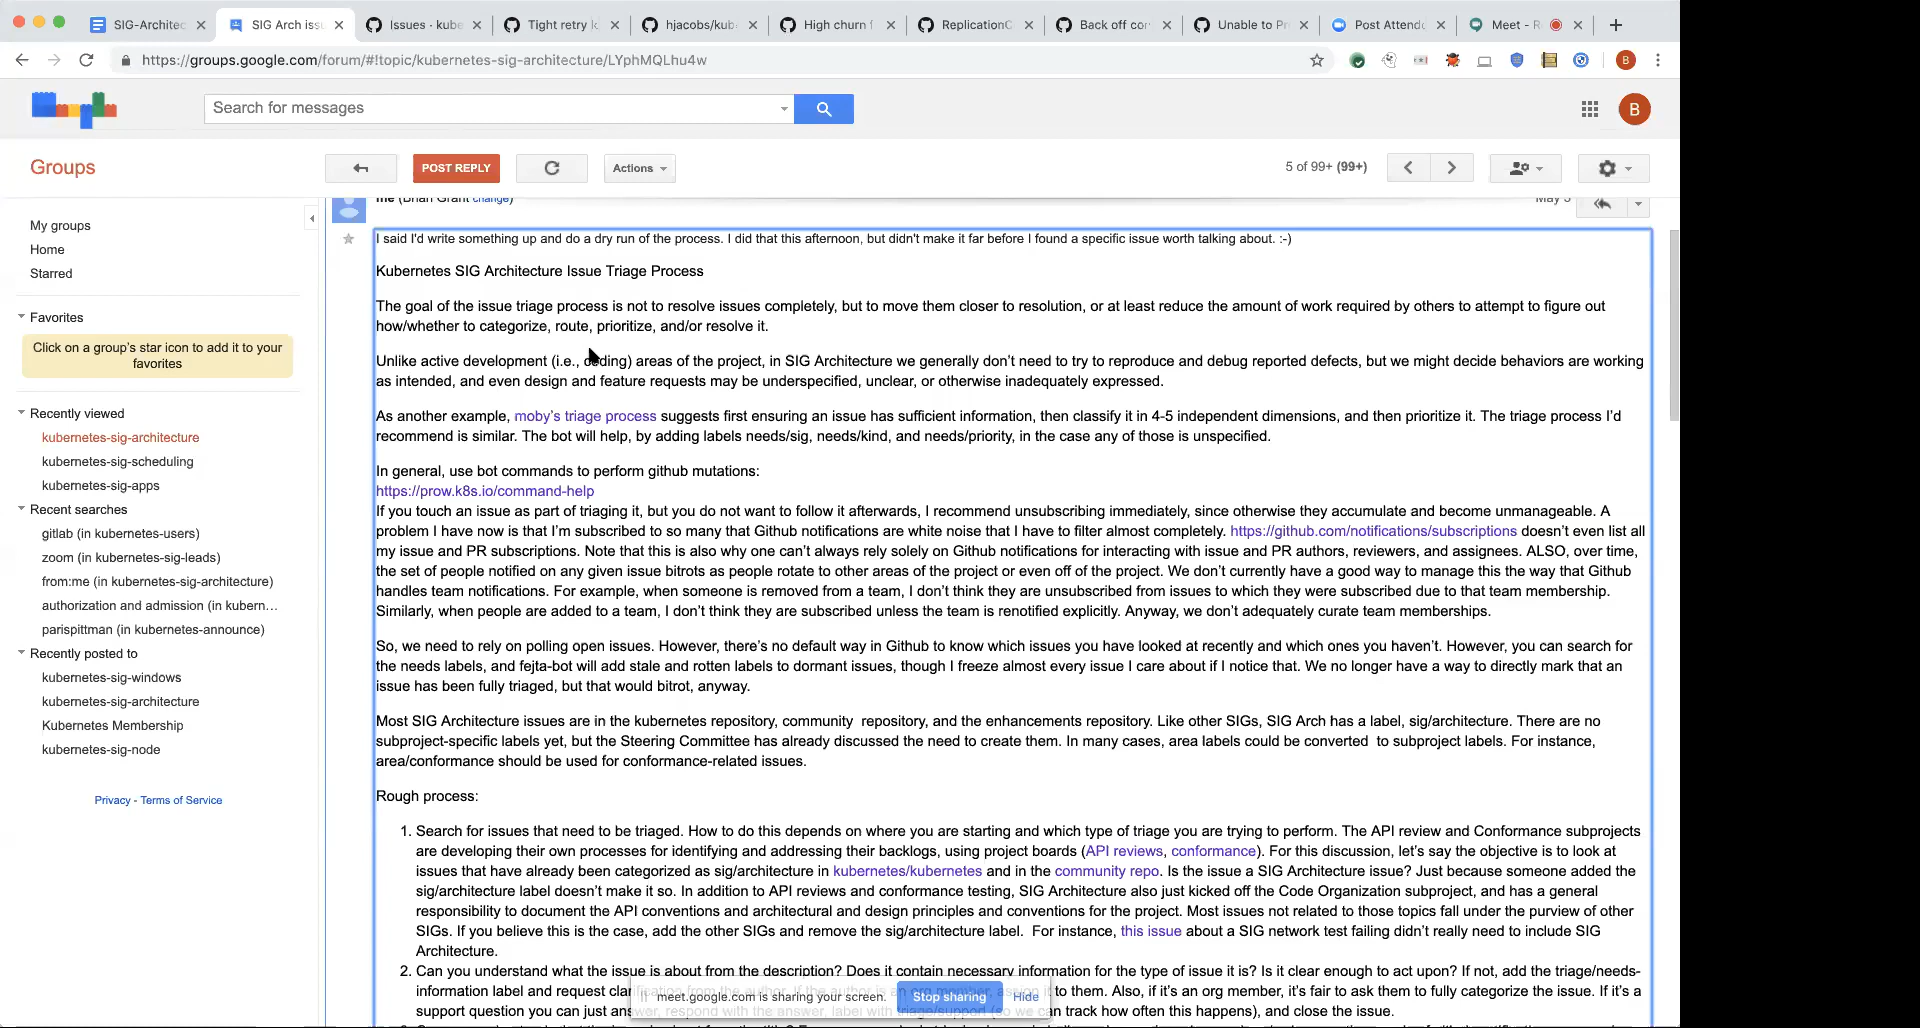 SIG-Architec
SIG Arch iss
Issues · kube
Tight retry l
hjacobs/kub
High churn f
ReplicationC
Back off co
Unable to P
Post Attend
Meet - R
https://groups.google.com/forum/#!topic/kubernetes-sig-architecture/LYphMQLhu4w
B
Search for messages
B
Groups
POST REPLY
Actions
5 of 99+ (99+)
me (Brian Grant change)
May 3
My groups
Home
Starred
Favorites
Click on a group's star icon to add it to your
favorites
Recently viewed
kubernetes-sig-architecture
kubernetes-sig-scheduling
kubernetes-sig-apps
Recent searches
gitlab (in kubernetes-users)
zoom (in kubernetes-sig-leads)
from:me (in kubernetes-sig-architecture)
authorization and admission (in kubern...
parispittman (in kubernetes-announce)
Recently posted to
kubernetes-sig-windows
kubernetes-sig-architecture
Kubernetes Membership
kubernetes-sig-node
Privacy - Terms of Service
I said I'd write something up and do a dry run of the process. I did that this afternoon, but didn't make it far before I found a specific issue worth talking about. :-)
Kubernetes SIG Architecture Issue Triage Process
The goal of the issue triage process is not to resolve issues completely, but to move them closer to resolution, or at least reduce the amount of work required by others to attempt to figure out
how/whether to categorize, route, prioritize, and/or resolve it.
Unlike active development (i.e., coding) areas of the project, in SIG Architecture we generally don't need to try to reproduce and debug reported defects, but we might decide behaviors are working
as intended, and even design and feature requests may be underspecified, unclear, or otherwise inadequately expressed.
As another example, moby's triage process suggests first ensuring an issue has sufficient information, then classify it in 4-5 independent dimensions, and then prioritize it. The triage process I'd
recommend is similar. The bot will help, by adding labels needs/sig, needs/kind, and needs/priority, in the case any of those is unspecified.
In general, use bot commands to perform github mutations:
https://prow.k8s.io/command-help
If you touch an issue as part of triaging it, but you do not want to follow it afterwards, I recommend unsubscribing immediately, since otherwise they accumulate and become unmanageable. A
problem I have now is that I'm subscribed to so many that Github notifications are white noise that I have to filter almost completely. https://github.com/notifications/subscriptions doesn't even list all
my issue and PR subscriptions. Note that this is also why one can't always rely solely on Github notifications for interacting with issue and PR authors, reviewers, and assignees. ALSO, over time,
the set of people notified on any given issue bitrots as people rotate to other areas of the project or even off of the project. We don't currently have a good way to manage this the way that Github
handles team notifications. For example, when someone is removed from a team, I don't think they are unsubscribed from issues to which they were subscribed due to that team membership.
Similarly, when people are added to a team, I don't think they are subscribed unless the team is renotified explicitly. Anyway, we don't adequately curate team memberships.
So, we need to rely on polling open issues. However, there's no default way in Github to know which issues you have looked at recently and which ones you haven't. However, you can search for
the needs labels, and fejta-bot will add stale and rotten labels to dormant issues, though I freeze almost every issue I care about if I notice that. We no longer have a way to directly mark that an
issue has been fully triaged, but that would bitrot, anyway.
Most SIG Architecture issues are in the kubernetes repository, community repository, and the enhancements repository. Like other SIGs, SIG Arch has a label, sig/architecture. There are no
subproject-specific labels yet, but the Steering Committee has already discussed the need to create them. In many cases, area labels could be converted to subproject labels. For instance,
area/conformance should be used for conformance-related issues.
Rough process:
1. Search for issues that need to be triaged. How to do this depends on where you are starting and which type of triage you are trying to perform. The API review and Conformance subprojects
are developing their own processes for identifying and addressing their backlogs, using project boards (API reviews, conformance). For this discussion, let's say the objective is to look at
issues that have already been categorized as sig/architecture in kubernetes/kubernetes and in the community repo. Is the issue a SIG Architecture issue? Just because someone added the
sig/architecture label doesn't make it so. In addition to API reviews and conformance testing, SIG Architecture also just kicked off the Code Organization subproject, and has a general
responsibility to document the API conventions and architectural and design principles and conventions for the project. Most issues not related to those topics fall under the purview of other
SIGs. If you believe this is the case, add the other SIGs and remove the sig/architecture label. For instance, this issue about a SIG network test failing didn't really need to include SIG
Architecture.
2. Can you understand what the issue is about from the description? Does it contain necessary information for the type of issue it is? Is it clear enough to act upon? If not, add the triage/needs-
information label and request clarification from the author. If the author is an org member, assign it to them. Also, if it's an org member, it's fair to ask them to fully categorize the issue. If it's a
support question you can just answer, respond with the answer, label with triage/support (so we can track how often this happens), and close the issue.
meet.google.com is sharing your screen.
Stop sharing
Hide